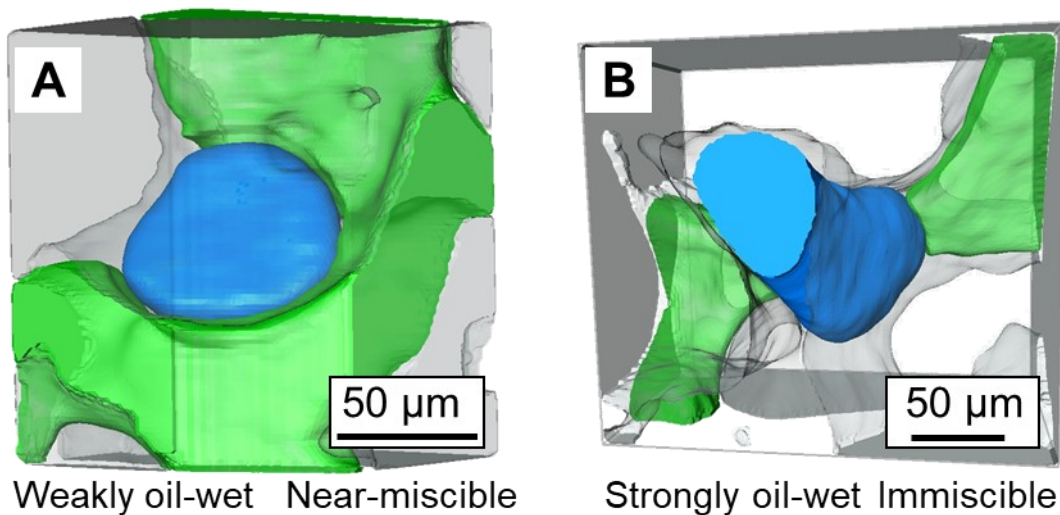 A
B
50 µm
50 µm
Weakly oil-wet Near-miscible
Strongly oil-wet Immiscible